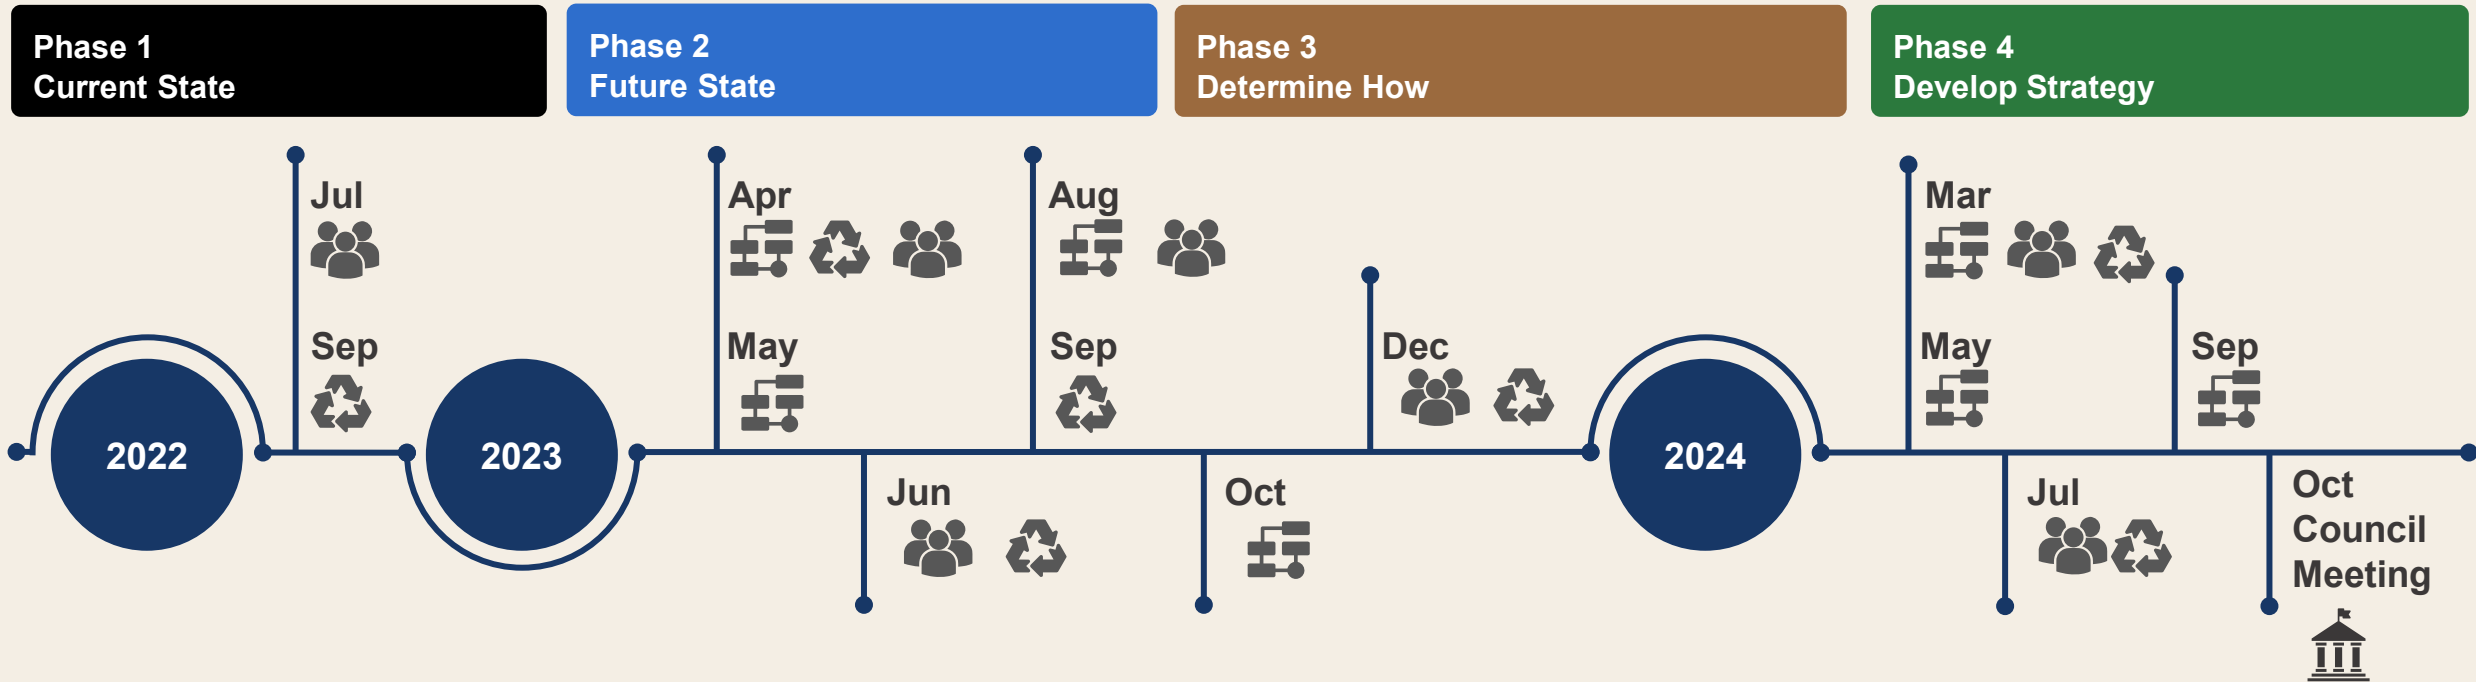 Phase 1
Current State
Phase 2
Future State
Phase 3
Determine How
Phase 4
Develop Strategy
2022
Jul
Sep
2023
Apr
May
Jun
Aug
Sep
Oct
Dec
2024
Mar
May
Jul
Sep
Oct
Council
Meeting